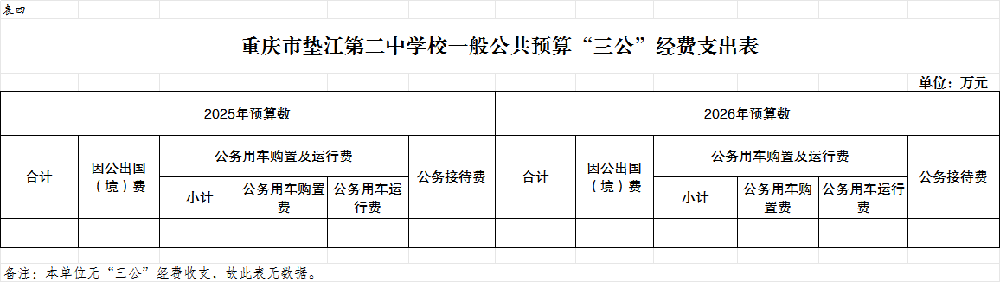 表四
重庆市垫江第二中学校一般公共预算“三公”经费支出表
单位：万元
2025年预算数 2026年预算数
合计 因公出国（境）费 公务用车购置及运行费 公务接待费 合计 因公出国（境）费 公务用车购置及运行费 公务接待费
小计 公务用车购置费 公务用车运行费 小计 公务用车购置费 公务用车运行费
备注：本单位无“三公”经费收支，故此表无数据。